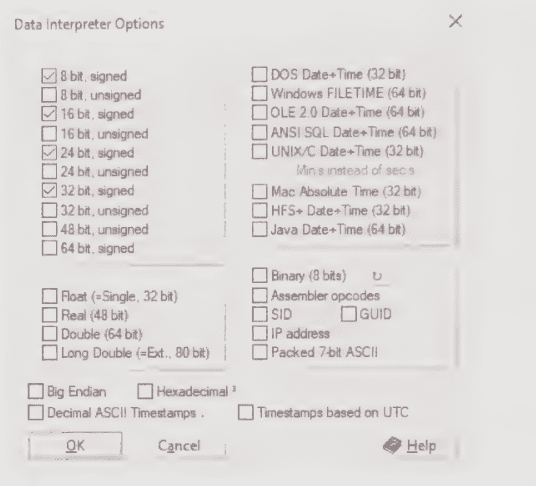 Data Interpreter Options
8 bit, signed
8 bit, unsigned
16 bit, signed
16 bit, unsigned
24 bit, signed
24 bit, unsigned
32 bit, signed
32 bit, unsigned
48 bit, unsigned
64 bit, signed
DOS Date+Time (32 bit)
Windows FILETIME (64 bit)
OLE 2.0 Date+Time (64 bit)
ANSI SQL Date+Time (64 bit)
UNIX/C Date+Time (32 bit)
Min's instead of sec's
Mac Absolute Time (32 bit)
HFS+ Date+Time (32 bit)
Java Date+Time (64 bit)
Float (=Single, 32 bit)
Real (48 bit)
Double (64 bit)
Long Double (=Ext., 80 bit)
Binary (8 bits)
Assembler opcodes
SID GUID
IP address
Packed 7-bit ASCII
Big Endian Hexadecimal ³
Decimal ASCII Timestamps . Timestamps based on UTC
OK Cancel Help